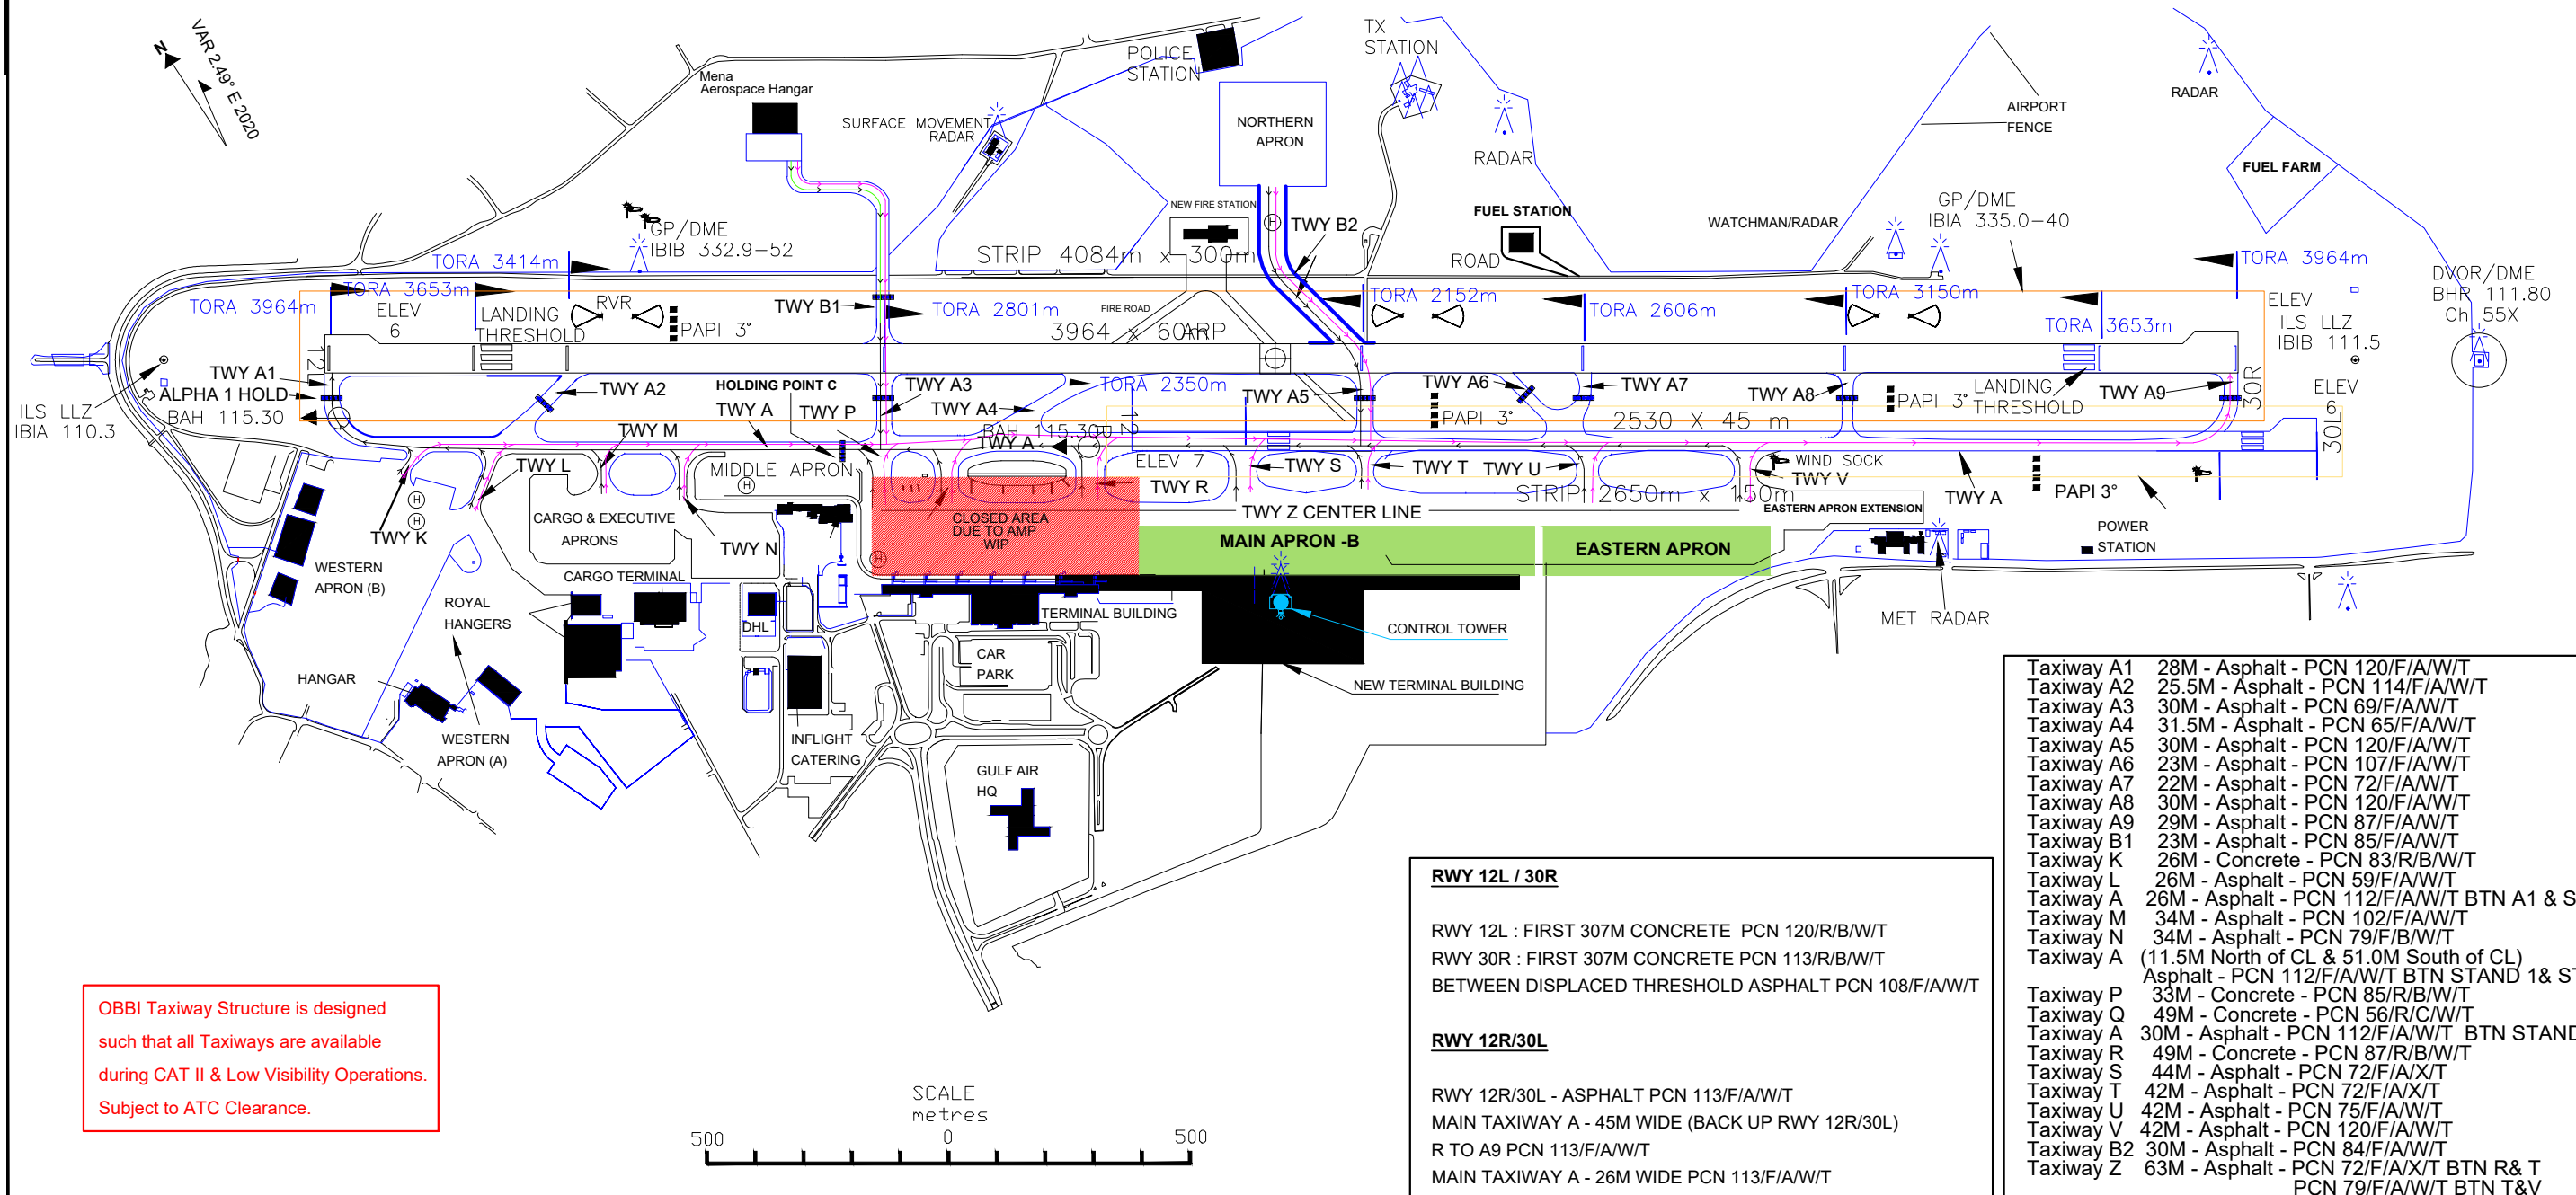 N
VAR 2.49° E 2020
Mena
Aerospace Hangar
POLICE
STATION
TX
STATION
SURFACE MOVEMENT
RADAR
NORTHERN
APRON
RADAR
AIRPORT
FENCE
RADAR
FUEL FARM
NEW FIRE STATION
TWY B2
FUEL STATION
WATCHMAN/RADAR
GP/DME
IBIA 335.0-40
GP/DME
IBIB 332.9-52
STRIP 4084m x 300m
ROAD
TORA 3414m
TORA 3964m
TORA 3964m
TORA 3653m
ELEV
6
LANDING
THRESHOLD
RVR
PAPI 3°
TWY B1
TORA 2801m
FIRE ROAD
3964 x 60m
ARP
TORA 2152m
TORA 2606m
TORA 3150m
TORA 3653m
ELEV
ILS LLZ
IBIB 111.5
DVOR/DME
BHR 111.80
Ch 55X
12L
TWY A1
ALPHA 1 HOLD
BAH 115.30
ILS LLZ
IBIA 110.3
TWY A2
HOLDING POINT C
TWY A
TWY P
TWY A3
TWY A4
TORA 2350m
TWY A5
TWY A6
TWY A7
TWY A8
PAPI 3°
PAPI 3°
LANDING
THRESHOLD
TWY A9
30R
ELEV
6
30L
2530 X 45 m
TWY M
BAH 115.30
TWY A
12R
TWY L
MIDDLE APRON
H
ELEV 7
TWY R
TWY S
TWY T
TWY U
WIND SOCK
TWY V
TWY A
PAPI 3°
STRIP 2650m x 150m
H
H
TWY K
CARGO & EXECUTIVE
APRONS
TWY N
CLOSED AREA
DUE TO AMP
WIP
H
TWY Z CENTER LINE
EASTERN APRON EXTENSION
MAIN APRON -B
EASTERN APRON
POWER
STATION
WESTERN
APRON (B)
CARGO TERMINAL
ROYAL
HANGERS
DHL
TERMINAL BUILDING
CONTROL TOWER
MET RADAR
HANGAR
CAR
PARK
NEW TERMINAL BUILDING
WESTERN
APRON (A)
INFLIGHT
CATERING
GULF AIR
HQ
H
OBBI Taxiway Structure is designed
such that all Taxiways are available
during CAT II & Low Visibility Operations.
Subject to ATC Clearance.
SCALE
metres
500
0
500
RWY 12L / 30R
RWY 12L : FIRST 307M CONCRETE PCN 120/R/B/W/T
RWY 30R : FIRST 307M CONCRETE PCN 113/R/B/W/T
BETWEEN DISPLACED THRESHOLD ASPHALT PCN 108/F/A/W/T
RWY 12R/30L
RWY 12R/30L - ASPHALT PCN 113/F/A/W/T
MAIN TAXIWAY A - 45M WIDE (BACK UP RWY 12R/30L)
R TO A9 PCN 113/F/A/W/T
MAIN TAXIWAY A - 26M WIDE PCN 113/F/A/W/T
Taxiway A1 28M - Asphalt - PCN 120/F/A/W/T
Taxiway A2 25.5M - Asphalt - PCN 114/F/A/W/T
Taxiway A3 30M - Asphalt - PCN 69/F/A/W/T
Taxiway A4 31.5M - Asphalt - PCN 65/F/A/W/T
Taxiway A5 30M - Asphalt - PCN 120/F/A/W/T
Taxiway A6 23M - Asphalt - PCN 107/F/A/W/T
Taxiway A7 22M - Asphalt - PCN 72/F/A/W/T
Taxiway A8 30M - Asphalt - PCN 120/F/A/W/T
Taxiway A9 29M - Asphalt - PCN 87/F/A/W/T
Taxiway B1 23M - Asphalt - PCN 85/F/A/W/T
Taxiway K 26M - Concrete - PCN 83/R/B/W/T
Taxiway L 26M - Asphalt - PCN 59/F/A/W/T
Taxiway A 26M - Asphalt - PCN 112/F/A/W/T BTN A1 & S
Taxiway M 34M - Asphalt - PCN 102/F/A/W/T
Taxiway N 34M - Asphalt - PCN 79/F/B/W/T
Taxiway A (11.5M North of CL & 51.0M South of CL)
Asphalt - PCN 112/F/A/W/T BTN STAND 1& ST
Taxiway P 33M - Concrete - PCN 85/R/B/W/T
Taxiway Q 49M - Concrete - PCN 56/R/C/W/T
Taxiway A 30M - Asphalt - PCN 112/F/A/W/T BTN STAND
Taxiway R 49M - Concrete - PCN 87/R/B/W/T
Taxiway S 44M - Asphalt - PCN 72/F/A/X/T
Taxiway T 42M - Asphalt - PCN 72/F/A/X/T
Taxiway U 42M - Asphalt - PCN 75/F/A/W/T
Taxiway V 42M - Asphalt - PCN 120/F/A/W/T
Taxiway B2 30M - Asphalt - PCN 84/F/A/W/T
Taxiway Z 63M - Asphalt - PCN 72/F/A/X/T BTN R& T
PCN 79/F/A/W/T BTN T&V